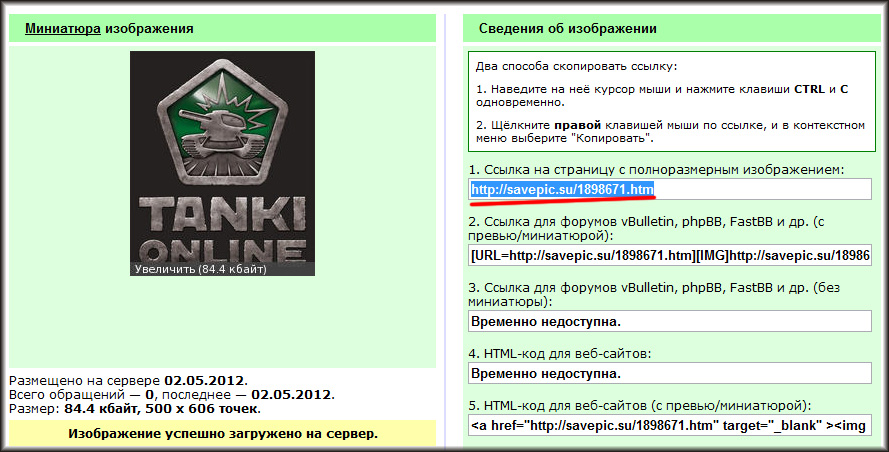 Миниатюра изображения
TANKI
ONLINE
Увеличить (84.4 кбайт)
Размещено на сервере 02.05.2012.
Всего обращений — 0, последнее — 02.05.2012.
Размер: 84.4 кбайт, 500 x 606 точек.
Изображение успешно загружено на сервер.
Сведения об изображении
Два способа скопировать ссылку:
1. Наведите на неё курсор мыши и нажмите клавиши CTRL и C
одновременно.
2. Щёлкните правой клавишей мыши по ссылке, и в контекстном
меню выберите "Копировать".
1. Ссылка на страницу с полноразмерным изображением:
http://savepic.su/1898671.htm
2. Ссылка для форумов vBulletin, phpBB, FastBB и др. (с
превью/миниатюрой):
[URL=http://savepic.su/1898671.htm][IMG]http://savepic.su/18986
3. Ссылка для форумов vBulletin, phpBB, FastBB и др. (без
миниатюры):
Временно недоступна.
4. HTML-код для веб-сайтов:
Временно недоступна.
5. HTML-код для веб-сайтов (с превью/миниатюрой):
<a href="http://savepic.su/1898671.htm" target="_blank" ><img